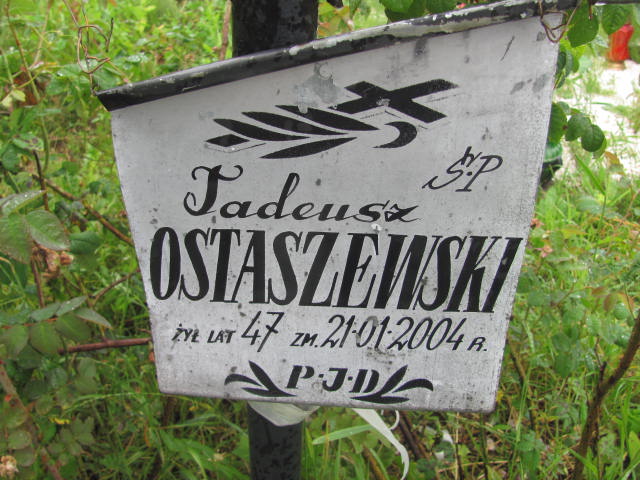 Ś.P.
Tadeusz
OSTASZEWSKI
ŻYŁ LAT 47 ZM. 21·01·2004 R.
P·J·D